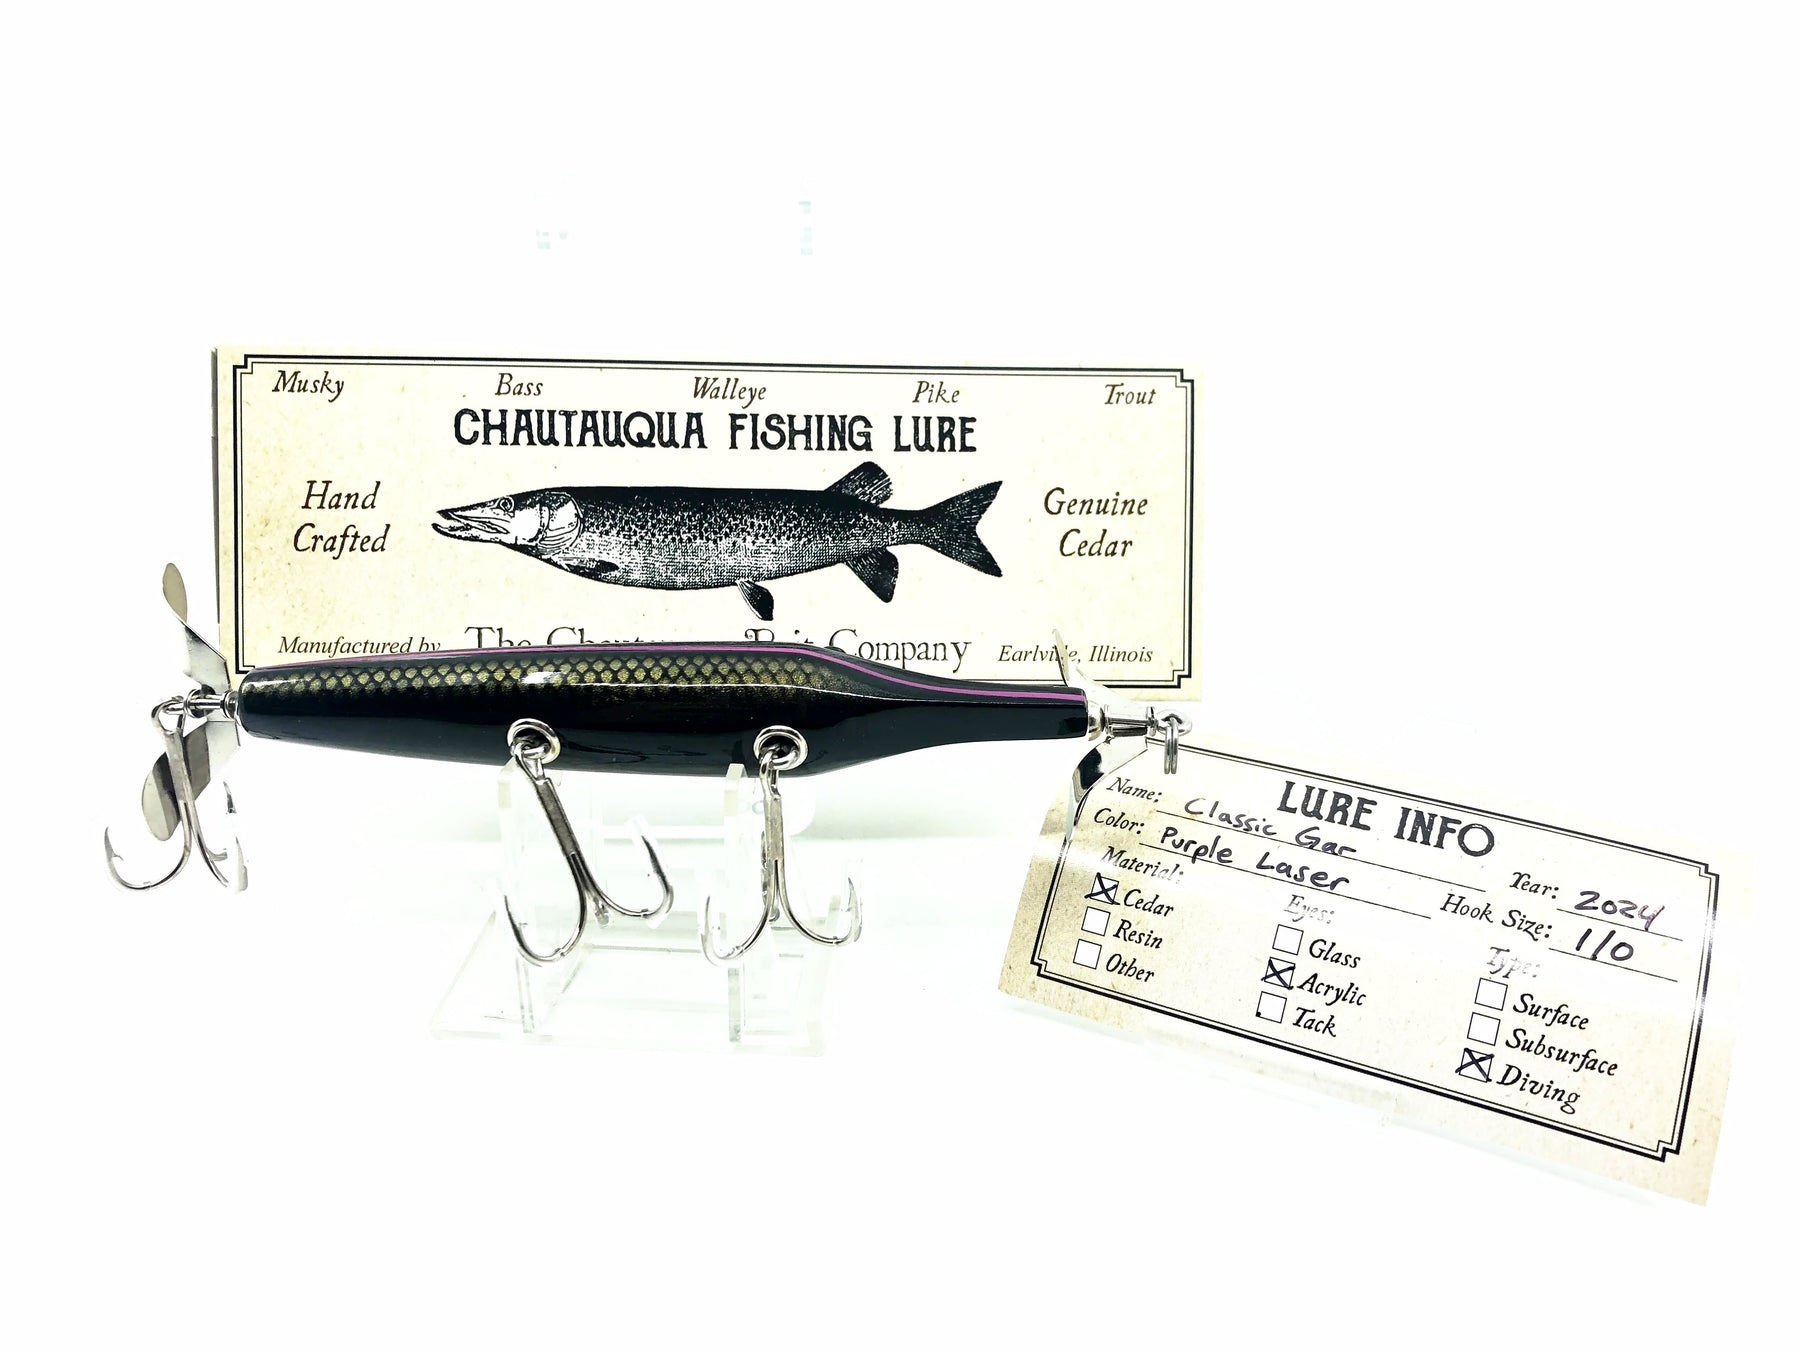 Musky Bass Walleye Pike Trout
CHAUTAUQUA FISHING LURE
Hand
Crafted
Genuine
Cedar
Manufactured by The Company Earlville, Illinois
LURE INFO
Name: Classic Gar
Year: 2024
Color: Purple Laser
Hook Size: 1/0
Material:
Cedar
Resin
Other
Eyes:
Glass
Acrylic
Tack
Type:
Surface
Subsurface
Diving